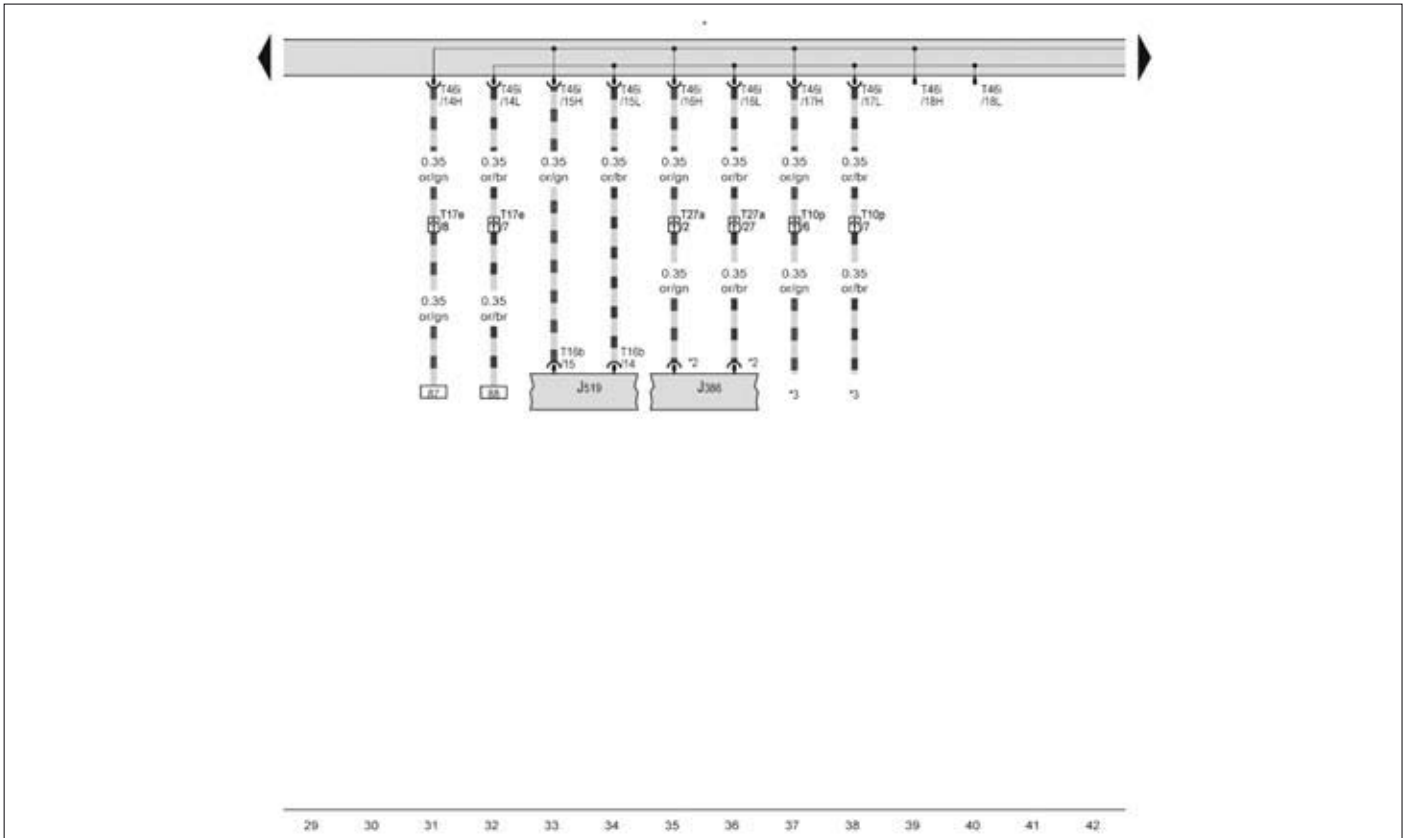 *
T46i T46i T46i T46i T46i T46i T46i T46i T46i T46i
/14H /14L /15H /15L /16H /16L /17H /17L /18H /18L
0.35 0.35 0.35 0.35 0.35 0.35 0.35 0.35
or/gn or/br or/gn or/br or/gn or/br or/gn or/br
T17e T17e T27a T27a T10p T10p
/8 /7 /2 /27 /6 /7
0.35 0.35 0.35 0.35
or/gn or/br or/gn or/br
0.35 0.35
or/gn or/br
T16b T16b
/15 /14 *2 *2
87 88 J519 J386 *3 *3
29 30 31 32 33 34 35 36 37 38 39 40 41 42